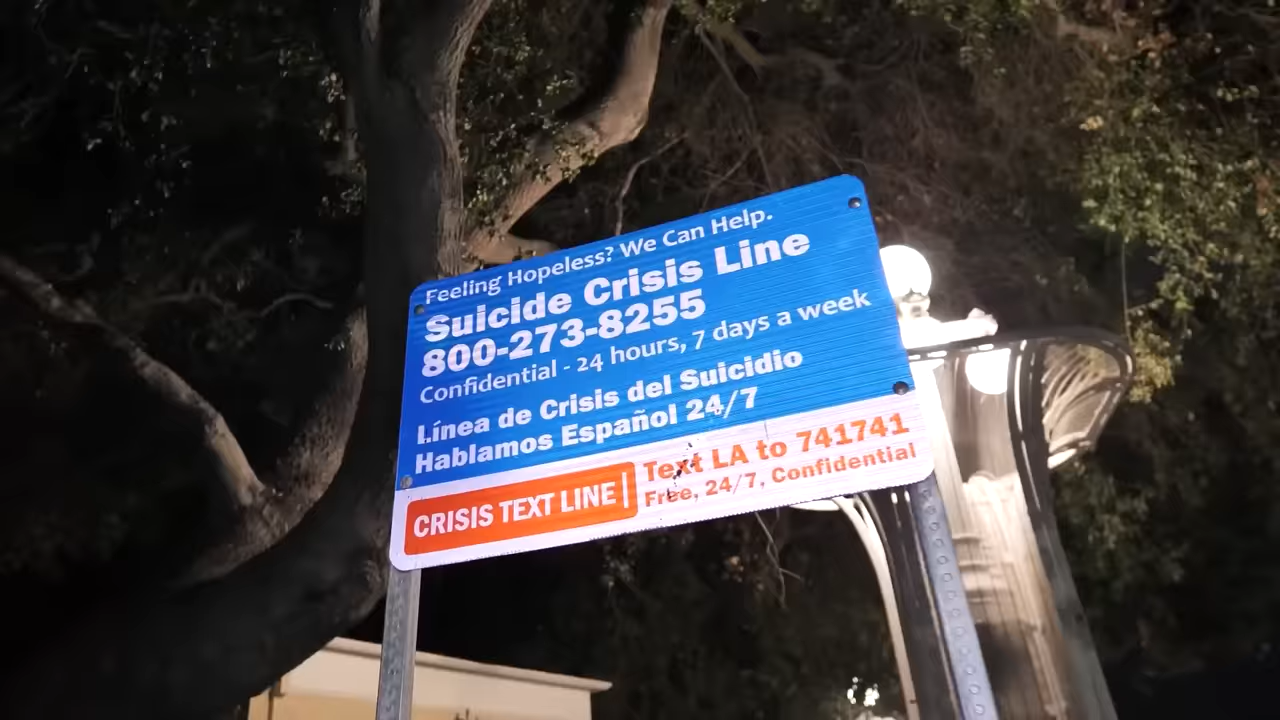 Feeling Hopeless? We Can Help.
Suicide Crisis Line
800-273-8255
Confidential - 24 hours, 7 days a week
Línea de Crisis del Suicidio
Hablamos Español 24/7
CRISIS TEXT LINE|
Text LA to 741741
Free, 24/7, Confidential